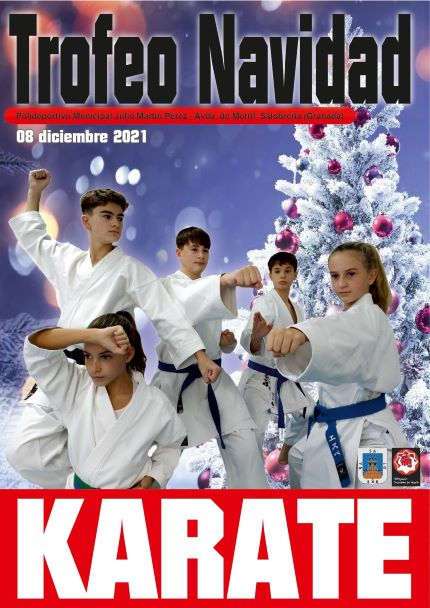 Trofeo Navidad
Polideportivo Municipal Julio Martín Pérez - Avda. de Motril. Salobreña (Granada)
08 diciembre 2021
KARATE